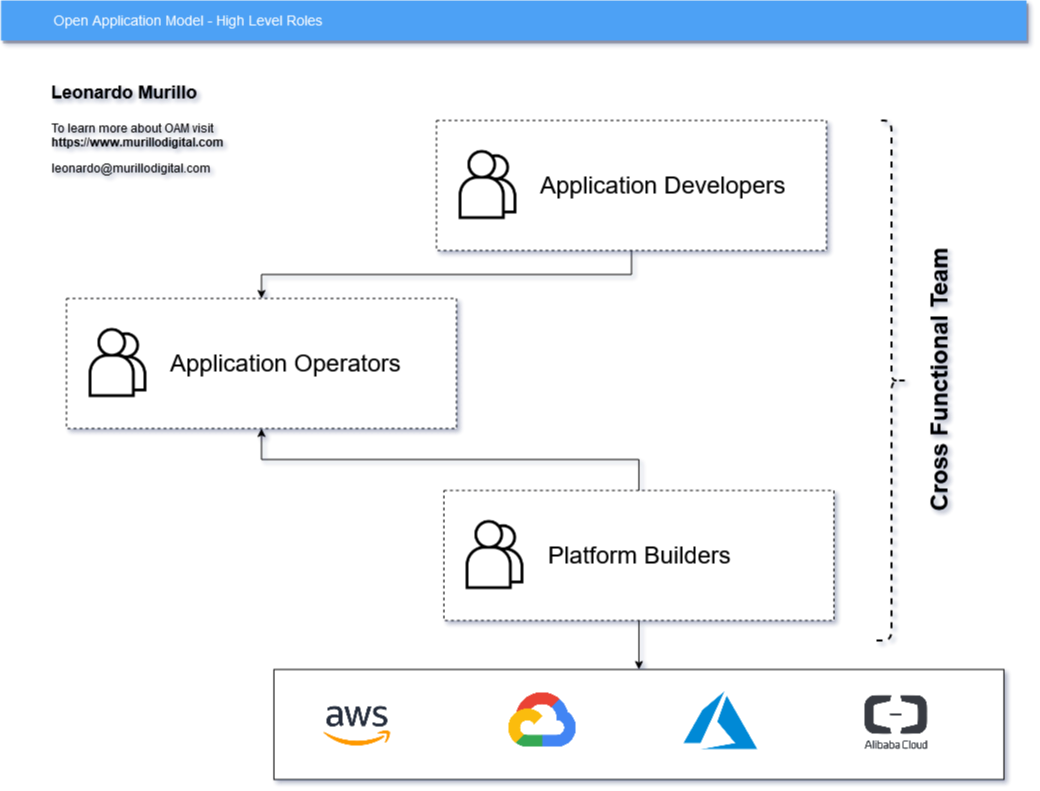 Open Application Model - High Level Roles
Leonardo Murillo
To learn more about OAM visit
https://www.murillodigital.com
leonardo@murillodigital.com
Application Developers
Application Operators
Cross Functional Team
Platform Builders
aws
Alibaba Cloud